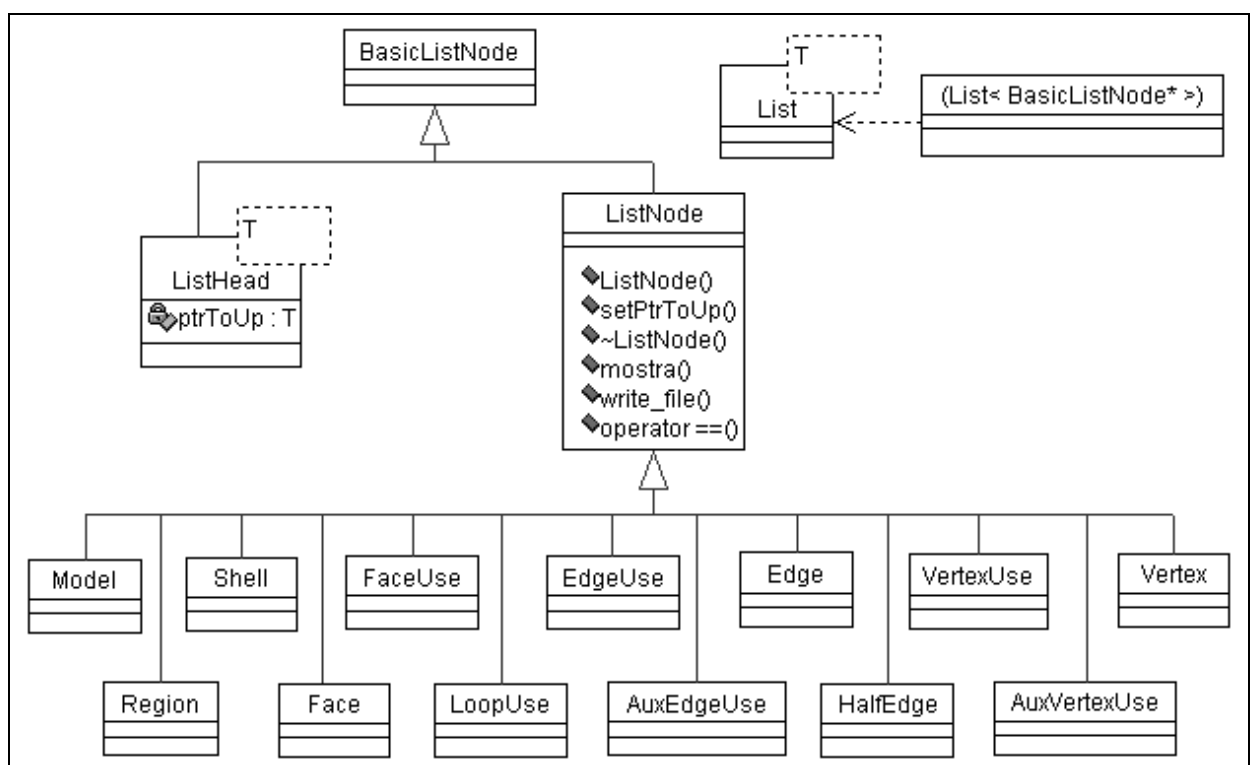 BasicListNode
T
List
(List< BasicListNode* >)
T
ListHead
ptrToUp : T
ListNode
ListNode()
setPtrToUp()
~ListNode()
mostra()
write_file()
operator ==()
Model
Shell
FaceUse
EdgeUse
Edge
VertexUse
Vertex
Region
Face
LoopUse
AuxEdgeUse
HalfEdge
AuxVertexUse